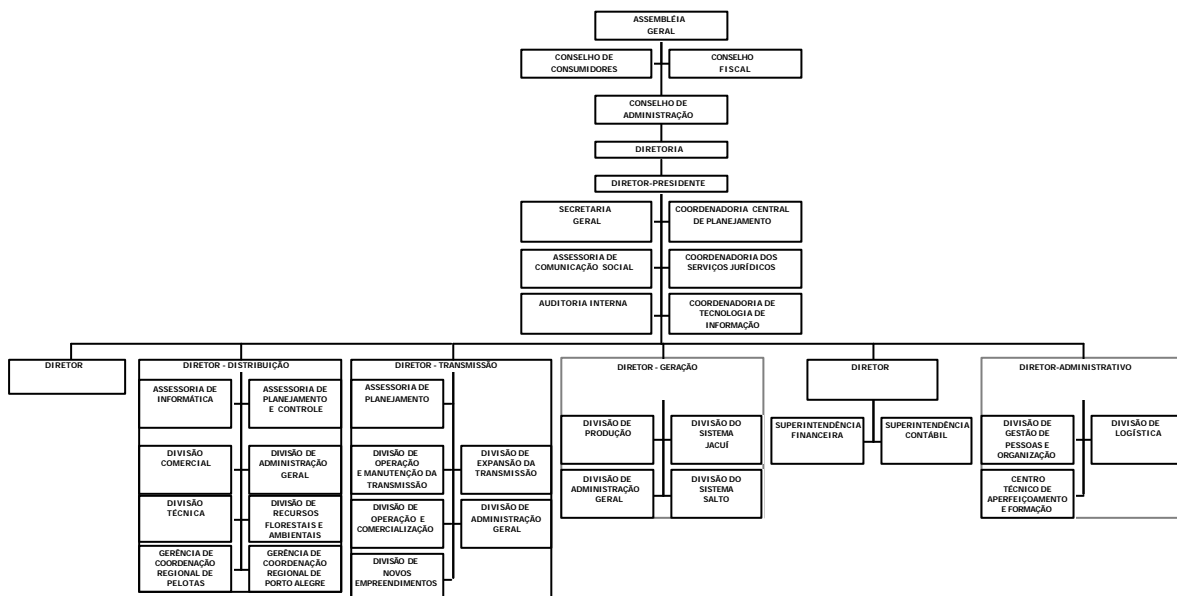 ASSEMBLÉIA
GERAL
CONSELHO DE
CONSUMIDORES
CONSELHO
FISCAL
CONSELHO DE
ADMINISTRAÇÃO
DIRETORIA
DIRETOR-PRESIDENTE
SECRETARIA
GERAL
COORDENADORIA CENTRAL
DE PLANEJAMENTO
ASSESSORIA DE
COMUNICAÇÃO SOCIAL
COORDENADORIA DOS
SERVIÇOS JURÍDICOS
AUDITORIA INTERNA
COORDENADORIA DE
TECNOLOGIA DE
INFORMAÇÃO
DIRETOR
DIRETOR - DISTRIBUIÇÃO
ASSESSORIA DE
INFORMÁTICA
ASSESSORIA DE
PLANEJAMENTO
E CONTROLE
DIVISÃO
COMERCIAL
DIVISÃO DE
ADMINISTRAÇÃO
GERAL
DIVISÃO
TÉCNICA
DIVISÃO DE
RECURSOS
FLORESTAIS E
AMBIENTAIS
GERÊNCIA DE
COORDENAÇÃO
REGIONAL DE
PELOTAS
GERÊNCIA DE
COORDENAÇÃO
REGIONAL DE
PORTO ALEGRE
DIRETOR - TRANSMISSÃO
ASSESSORIA DE
PLANEJAMENTO
DIVISÃO DE
OPERAÇÃO
E MANUTENÇÃO DA
TRANSMISSÃO
DIVISÃO DE
EXPANSÃO DA
TRANSMISSÃO
DIVISÃO DE
OPERAÇÃO E
COMERCIALIZAÇÃO
DIVISÃO DE
ADMINISTRAÇÃO
GERAL
DIVISÃO DE
NOVOS
EMPREENDIMENTOS
DIRETOR - GERAÇÃO
DIVISÃO DE
PRODUÇÃO
DIVISÃO DO
SISTEMA
JACUÍ
DIVISÃO DE
ADMINISTRAÇÃO
GERAL
DIVISÃO DO
SISTEMA
SALTO
DIRETOR
SUPERINTENDÊNCIA
FINANCEIRA
SUPERINTENDÊNCIA
CONTÁBIL
DIRETOR-ADMINISTRATIVO
DIVISÃO DE
GESTÃO DE
PESSOAS E
ORGANIZAÇÃO
DIVISÃO DE
LOGÍSTICA
CENTRO
TÉCNICO DE
APERFEIÇOAMENTO
E FORMAÇÃO